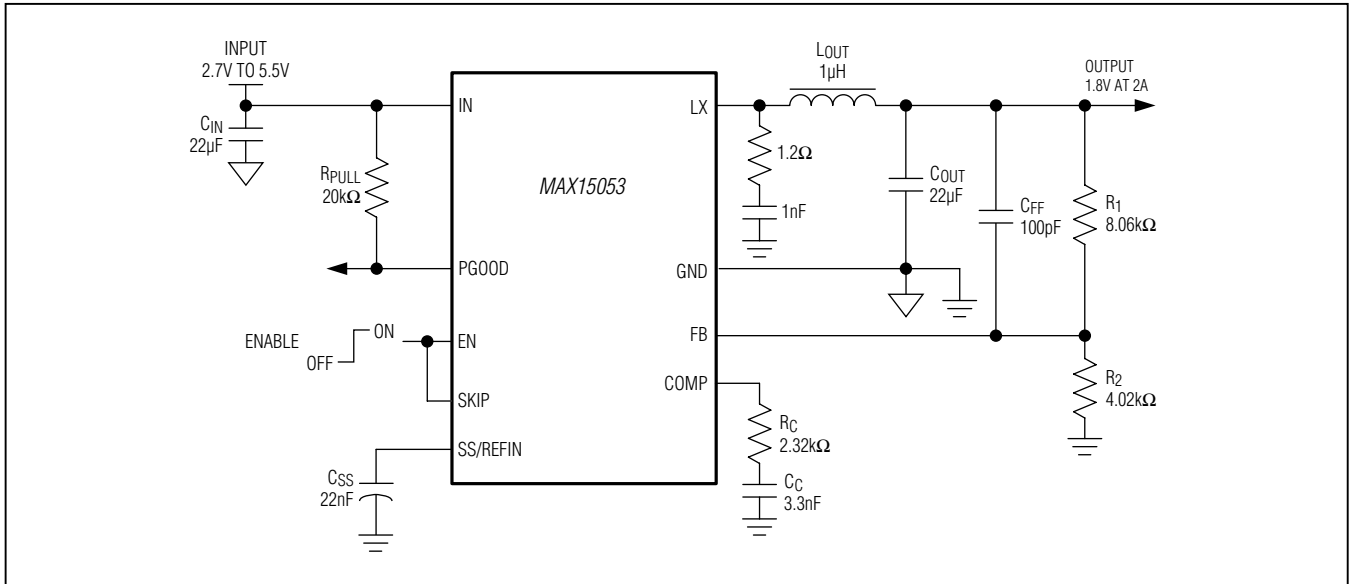 INPUT
2.7V TO 5.5V
CIN
22µF
RPULL
20kΩ
IN
PGOOD
ENABLE
OFF
ON
EN
SKIP
SS/REFIN
CSS
22nF
MAX15053
LX
GND
FB
COMP
LOUT
1µH
1.2Ω
1nF
COUT
22µF
CFF
100pF
OUTPUT
1.8V AT 2A
R1
8.06kΩ
R2
4.02kΩ
RC
2.32kΩ
CC
3.3nF